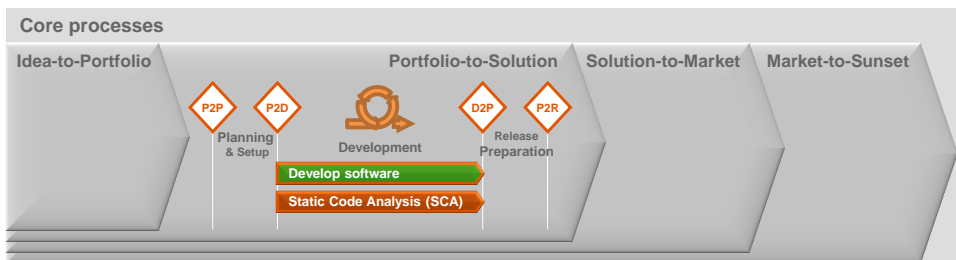 Core processes
Idea-to-Portfolio
Portfolio-to-Solution
Solution-to-Market
Market-to-Sunset
P2P
P2D
D2P
P2R
Planning
& Setup
Development
Release
Preparation
Develop software
Static Code Analysis (SCA)